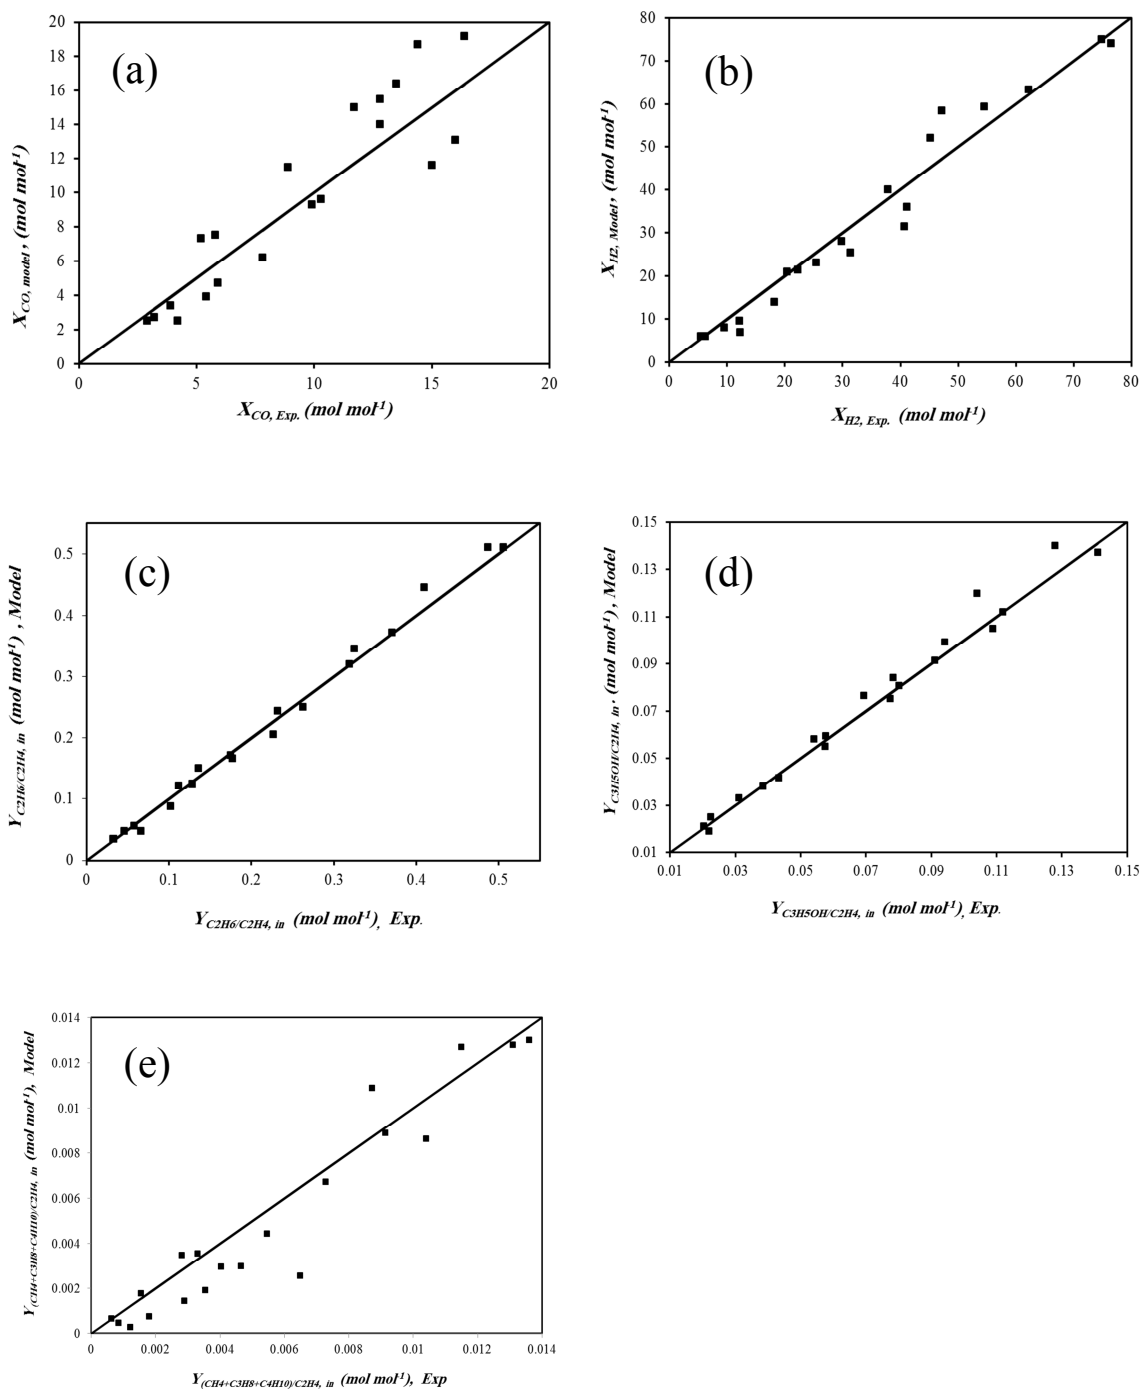 (a)
20
18
16
14
12
10
8
6
4
2
0
0 5 10 15 20
X_CO, model, (mol mol-1)
X_CO, Exp. (mol mol-1)
(b)
80
70
60
50
40
30
20
10
0
0 10 20 30 40 50 60 70 80
X_H2, Model, (mol mol-1)
X_H2, Exp. (mol mol-1)
(c)
0.5
0.4
0.3
0.2
0.1
0
0 0.1 0.2 0.3 0.4 0.5
Y_C2H6/C2H4, in (mol mol-1) , Model
Y_C2H6/C2H4, in (mol mol-1), Exp.
(d)
0.15
0.13
0.11
0.09
0.07
0.05
0.03
0.01
0.01 0.03 0.05 0.07 0.09 0.11 0.13 0.15
Y_C3H5OH/C2H4, in. (mol mol-1), Model
Y_C3H5OH/C2H4, in (mol mol-1), Exp.
(e)
0.014
0.012
0.01
0.008
0.006
0.004
0.002
0
0 0.002 0.004 0.006 0.008 0.01 0.012 0.014
Y_(CH4+C3H8+C4H10)/C2H4, in (mol mol-1), Model
Y_(CH4+C3H8+C4H10)/C2H4, in (mol mol-1), Exp